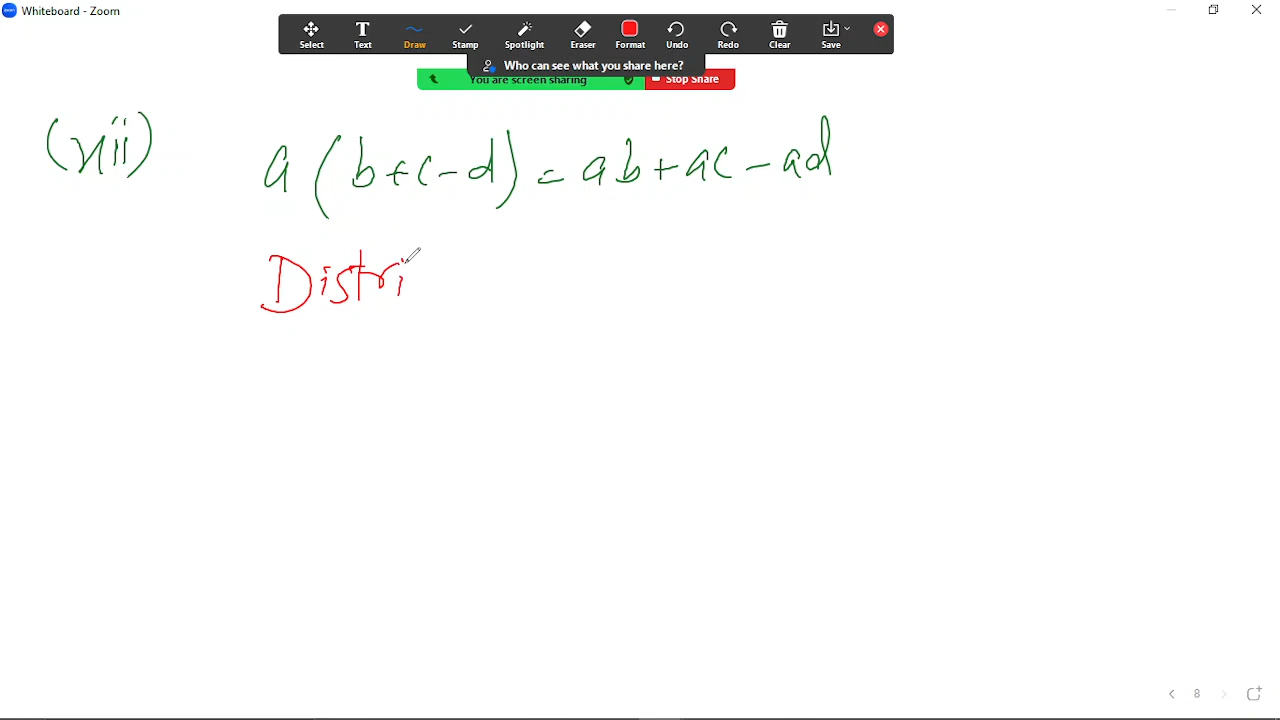 Whiteboard - Zoom
Select Text Draw Stamp Spotlight Eraser Format Undo Redo Clear Save
Who can see what you share here?
You are screen sharing Stop Share
(xii) a (b+c-d) = ab+ac-ad
Distri
8